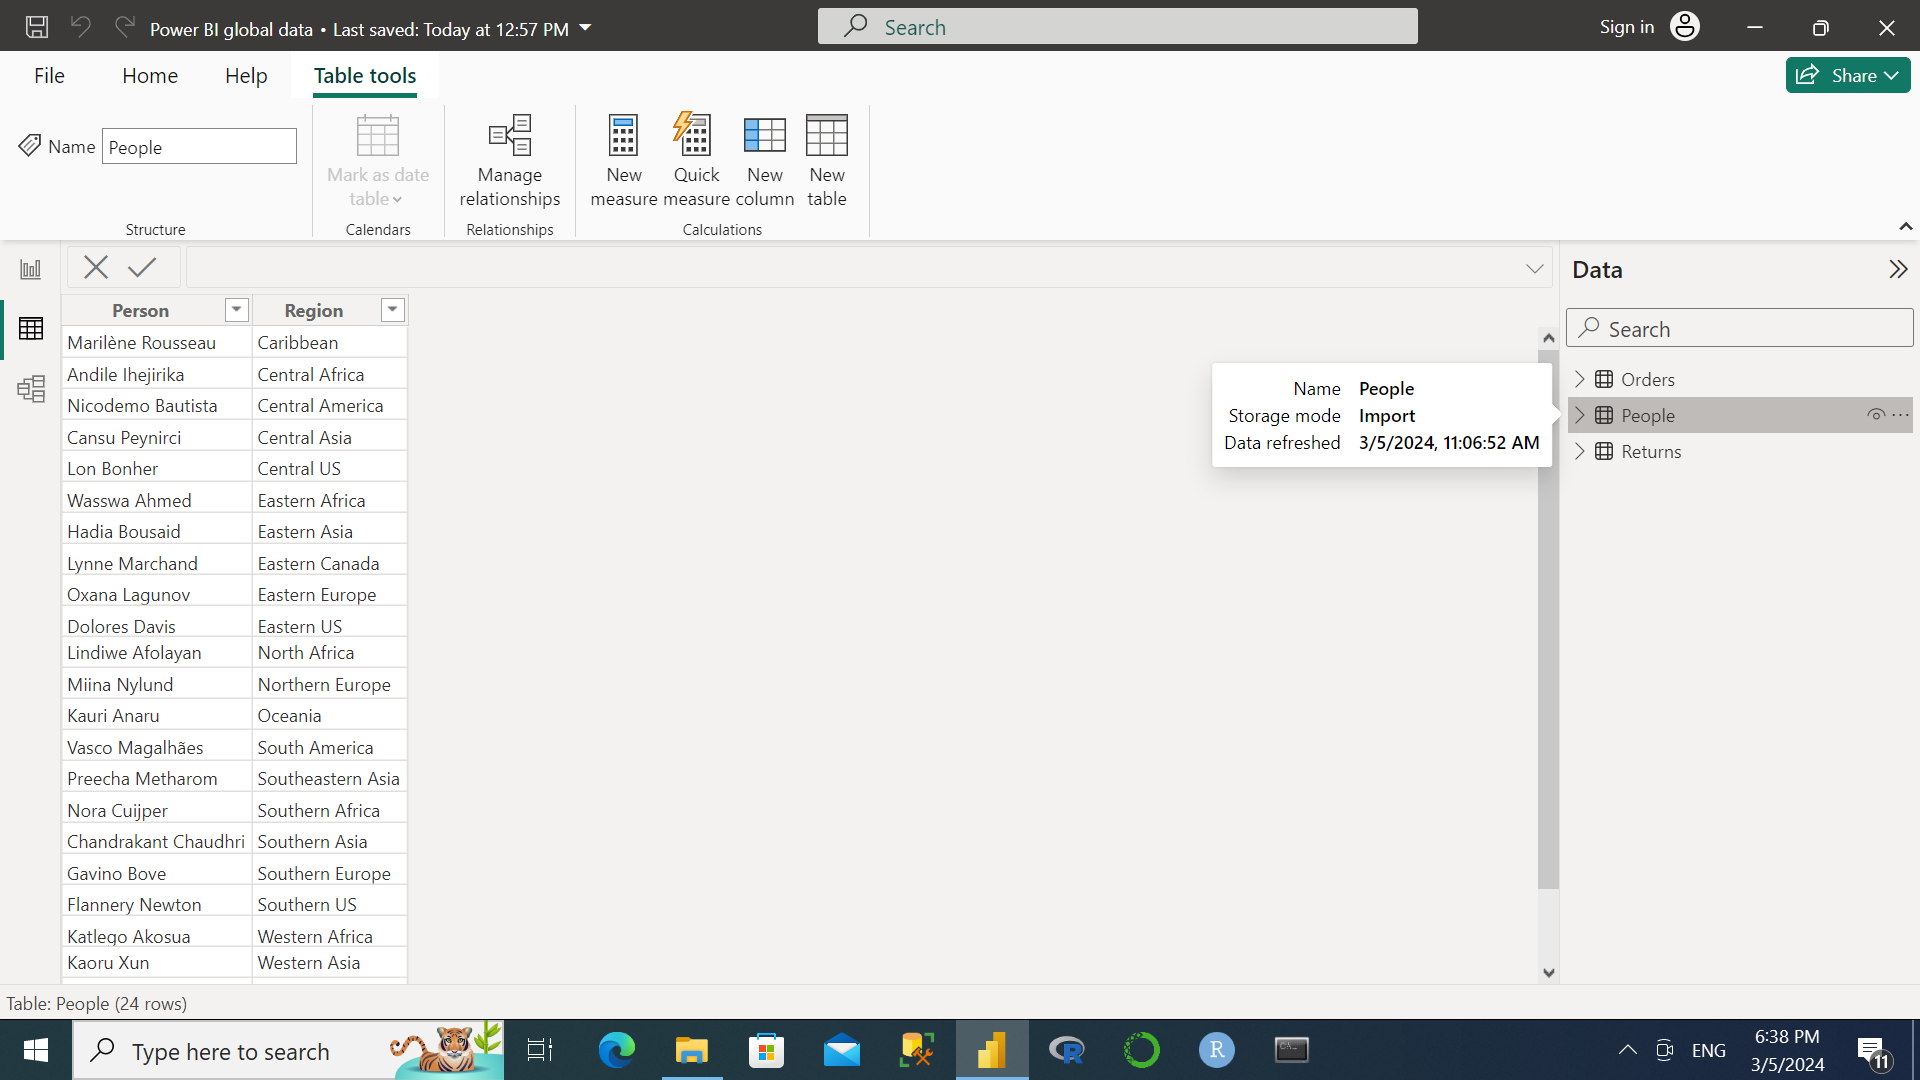 Power BI global data • Last saved: Today at 12:57 PM
Search
Sign in
File Home Help Table tools
Share
Name People
Mark as date table
Manage relationships
New measure
Quick measure
New column
New table
Structure Calendars Relationships Calculations
Data
Search
Orders
People
Returns
Name People
Storage mode Import
Data refreshed 3/5/2024, 11:06:52 AM
Person Region
Marilène Rousseau Caribbean
Andile Ihejirika Central Africa
Nicodemo Bautista Central America
Cansu Peynirci Central Asia
Lon Bonher Central US
Wasswa Ahmed Eastern Africa
Hadia Bousaid Eastern Asia
Lynne Marchand Eastern Canada
Oxana Lagunov Eastern Europe
Dolores Davis Eastern US
Lindiwe Afolayan North Africa
Miina Nylund Northern Europe
Kauri Anaru Oceania
Vasco Magalhães South America
Preecha Metharom Southeastern Asia
Nora Cuijper Southern Africa
Chandrakant Chaudhri Southern Asia
Gavino Bove Southern Europe
Flannery Newton Southern US
Katlego Akosua Western Africa
Kaoru Xun Western Asia
Table: People (24 rows)
Type here to search
R
R
ENG
6:38 PM
3/5/2024
11